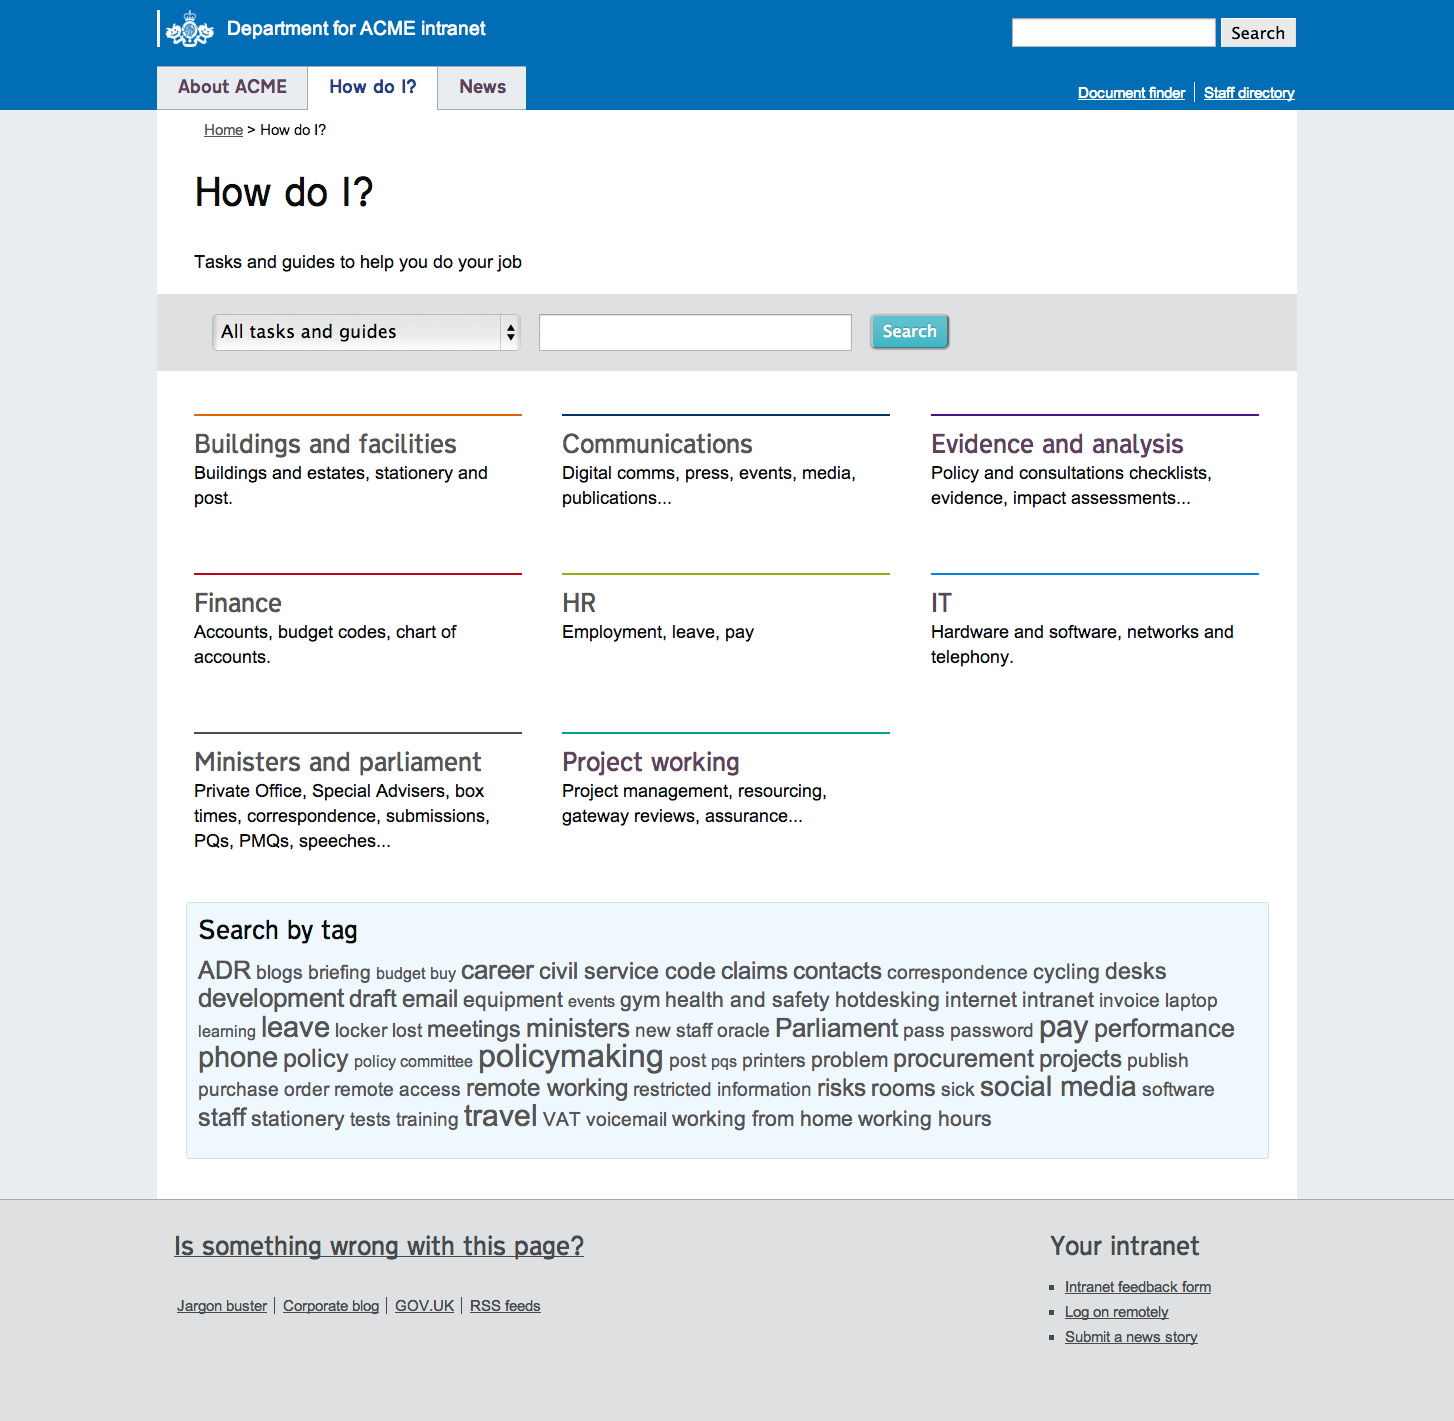 Department for ACME intranet
Search
About ACME
How do I?
News
Document finder
Staff directory
Home > How do I?
How do I?
Tasks and guides to help you do your job
All tasks and guides
Search
Buildings and facilities
Buildings and estates, stationery and
post.
Communications
Digital comms, press, events, media,
publications...
Evidence and analysis
Policy and consultations checklists,
evidence, impact assessments...
Finance
Accounts, budget codes, chart of
accounts.
HR
Employment, leave, pay
IT
Hardware and software, networks and
telephony.
Ministers and parliament
Private Office, Special Advisers, box
times, correspondence, submissions,
PQs, PMQs, speeches...
Project working
Project management, resourcing,
gateway reviews, assurance...
Search by tag
ADR blogs briefing budget buy career civil service code claims contacts correspondence cycling desks
development draft email equipment events gym health and safety hotdesking internet intranet invoice laptop
learning leave locker lost meetings ministers new staff oracle Parliament pass password pay performance
phone policy policy committee policymaking post pqs printers problem procurement projects publish
purchase order remote access remote working restricted information risks rooms sick social media software
staff stationery tests training travel VAT voicemail working from home working hours
Is something wrong with this page?
Jargon buster
Corporate blog
GOV.UK
RSS feeds
Your intranet
Intranet feedback form
Log on remotely
Submit a news story